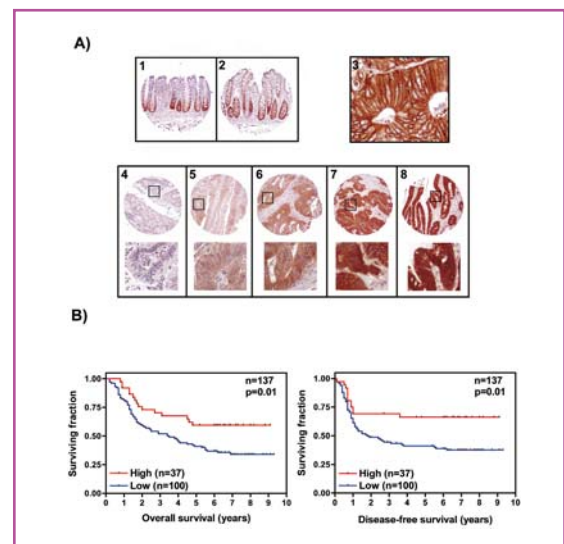 A)
1
2
3
4
5
6
7
8
B)
n=137
p=0.01
1.00
0.75
0.50
0.25
0.00
Surviving fraction
High (n=37)
Low (n=100)
0 1 2 3 4 5 6 7 8 9 10
Overall survival (years)
n=137
p=0.01
1.00
0.75
0.50
0.25
0.00
Surviving fraction
High (n=37)
Low (n=100)
0 1 2 3 4 5 6 7 8 9 10
Disease-free survival (years)